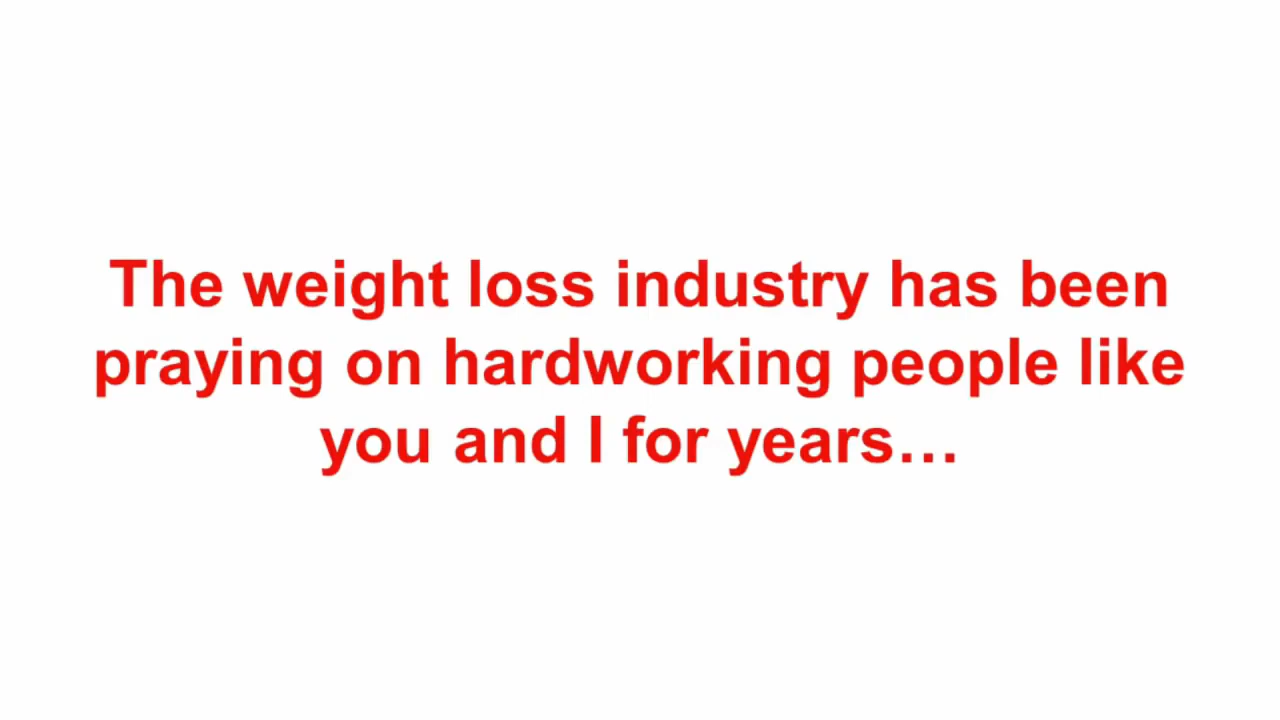 The weight loss industry has been
praying on hardworking people like
you and I for years…